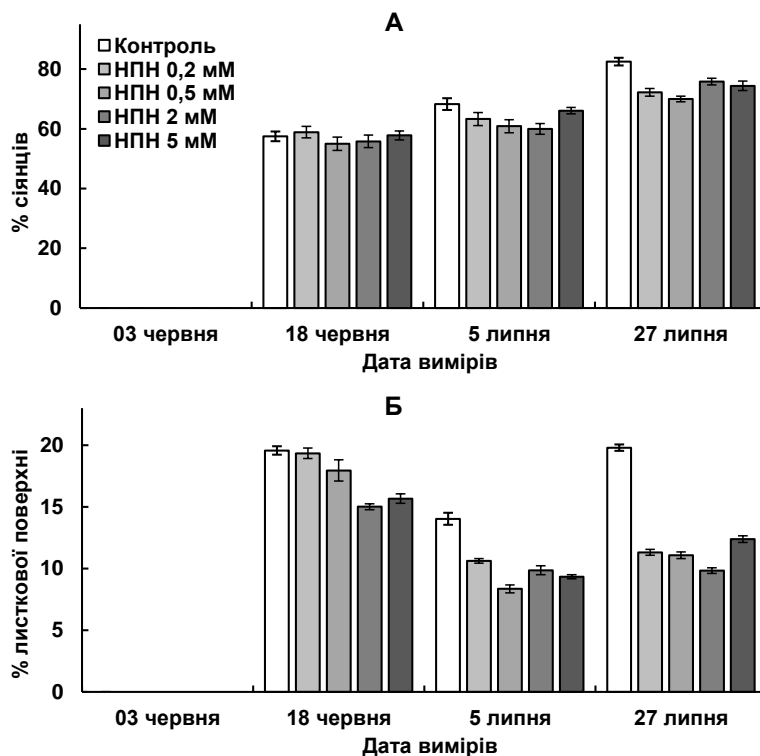 А
Контроль
НПН 0,2 мМ
НПН 0,5 мМ
НПН 2 мМ
НПН 5 мМ
80
60
40
20
0
% сіянців
03 червня 18 червня 5 липня 27 липня
Дата вимірів
Б
20
15
10
5
0
% листкової поверхні
03 червня 18 червня 5 липня 27 липня
Дата вимірів